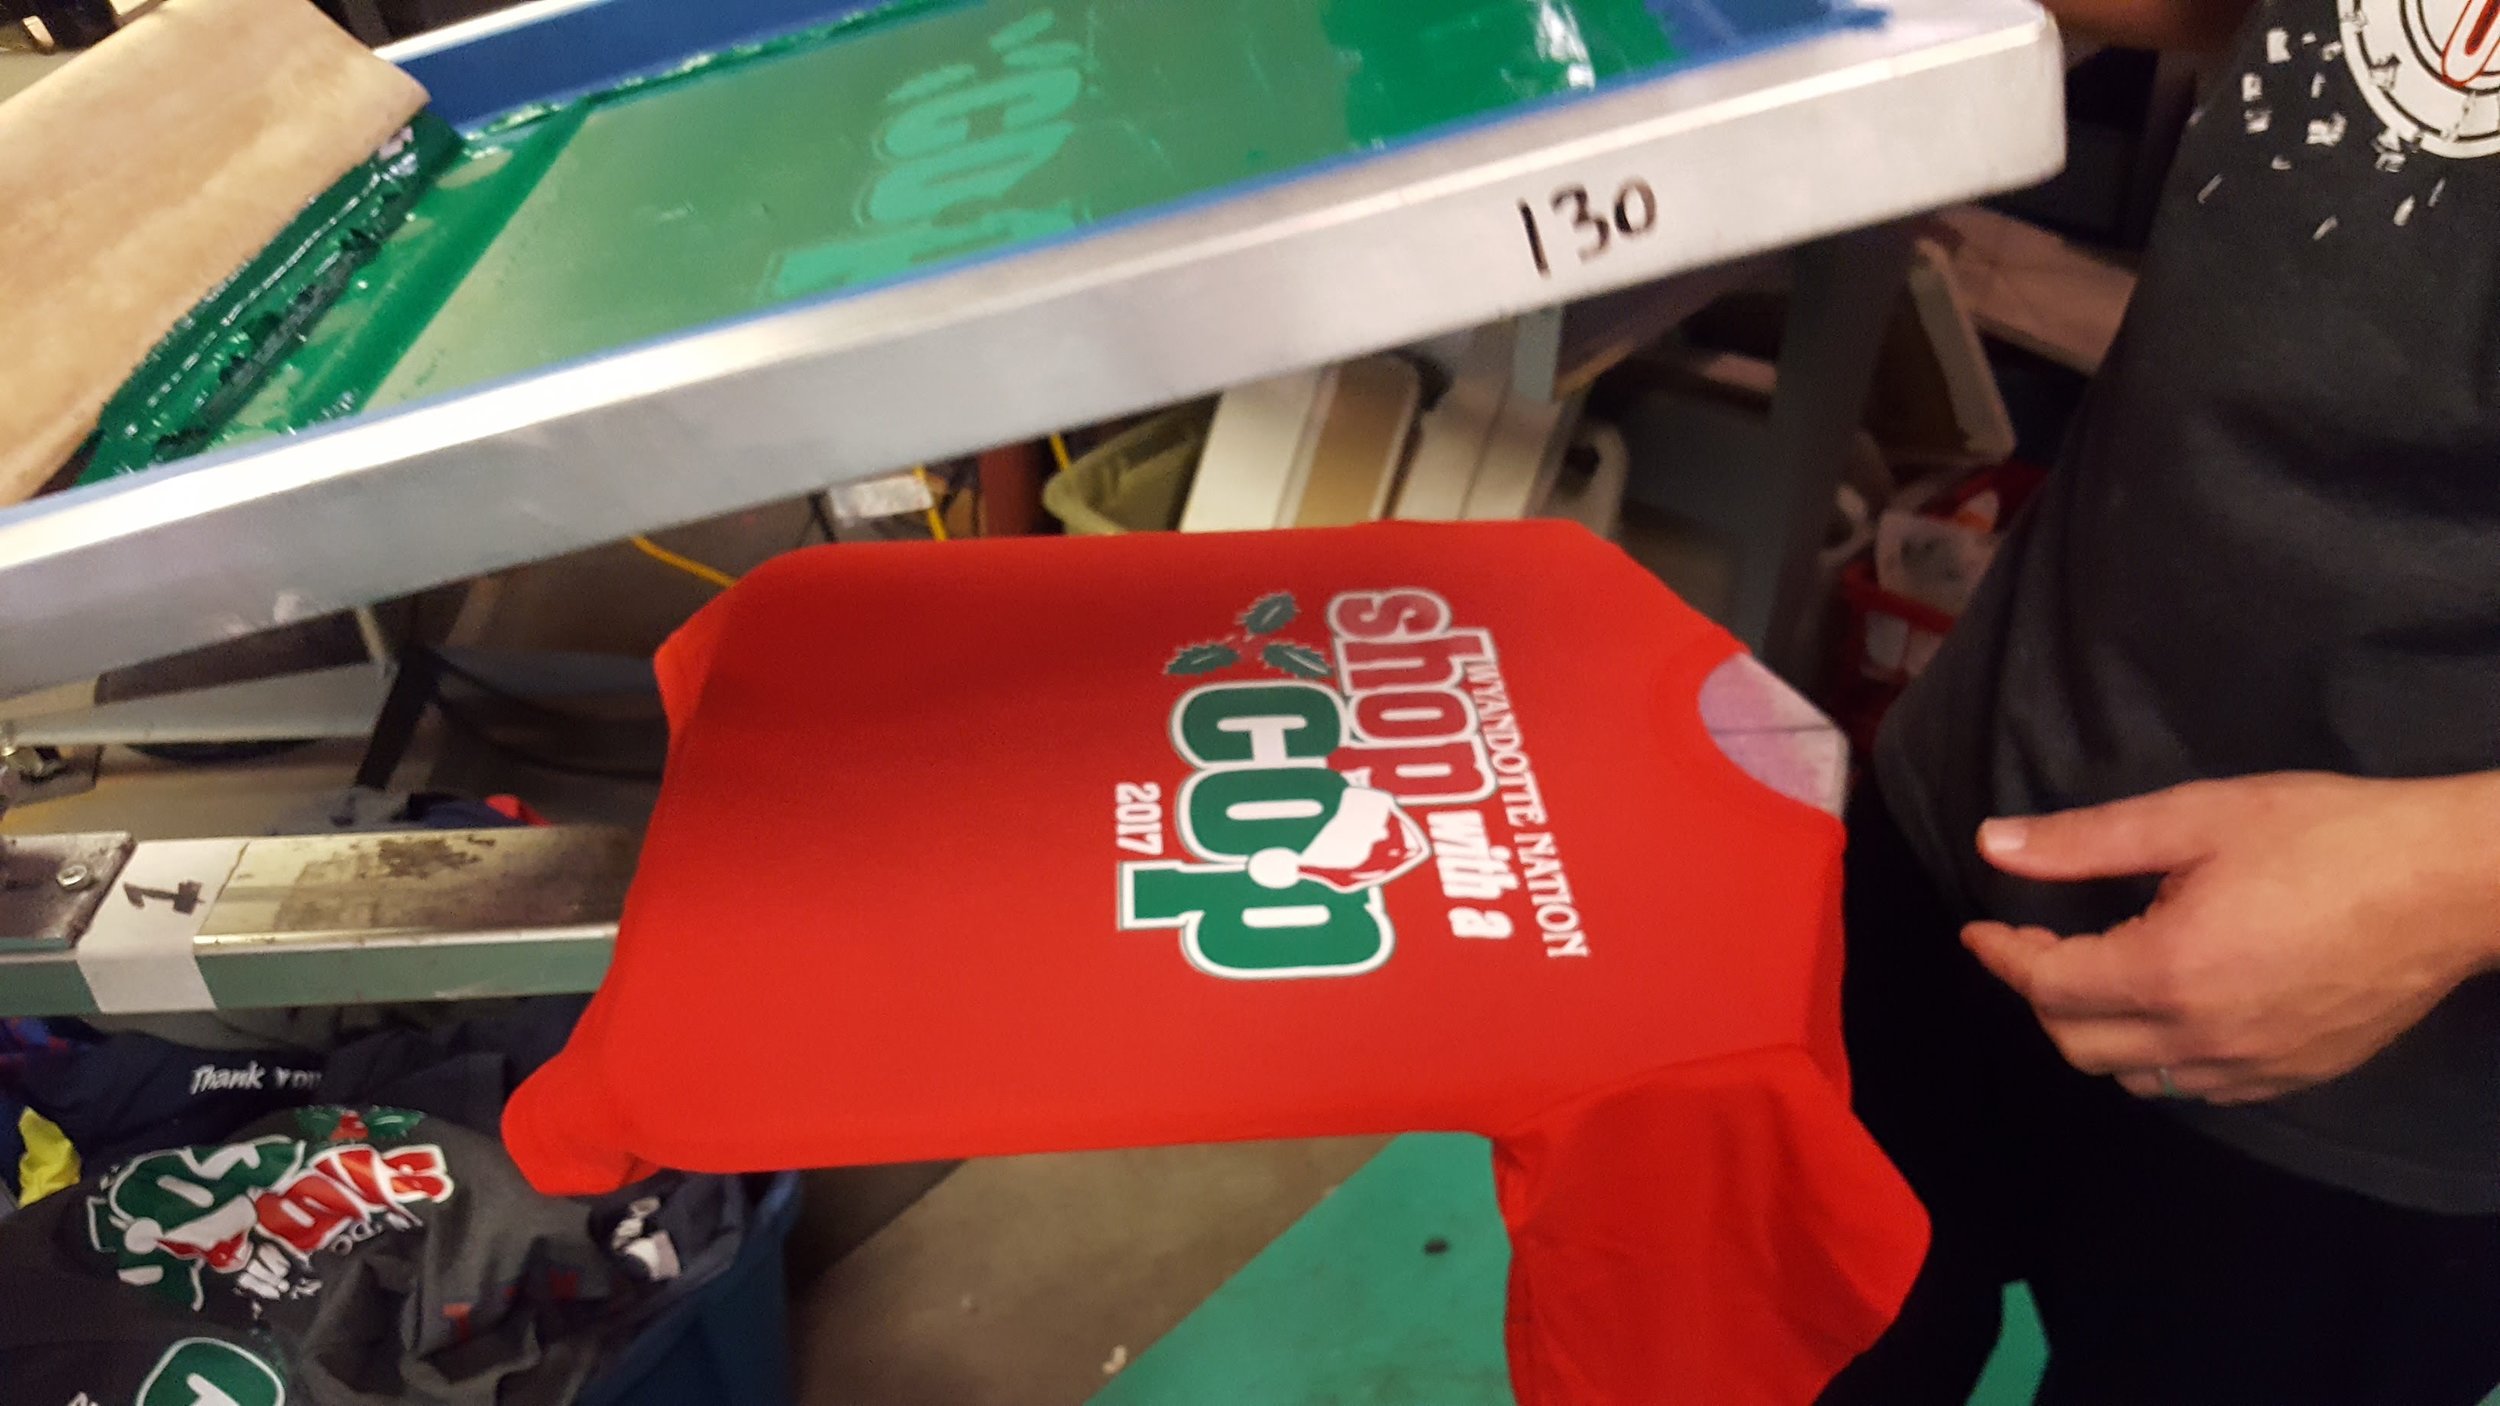 130
WYANDOTTE NATION
shop with a
cop
2017
1
Thank You